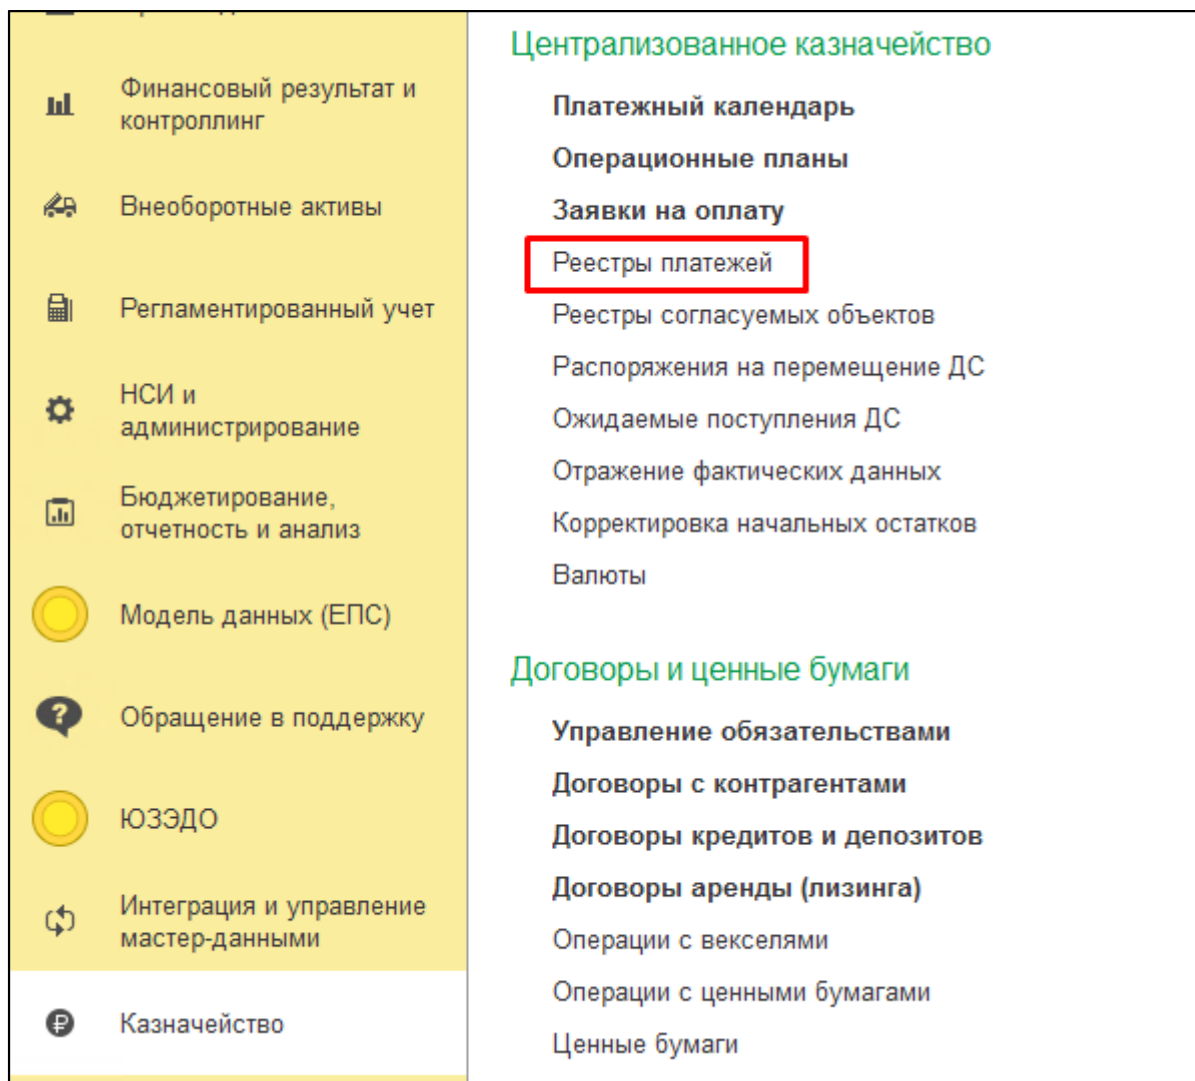 Финансовый результат и
контроллинг
Внеоборотные активы
Регламентированный учет
НСИ и
администрирование
Бюджетирование,
отчетность и анализ
Модель данных (ЕПС)
Обращение в поддержку
ЮЗЭДО
Интеграция и управление
мастер-данными
Казначейство
Централизованное казначейство
Платежный календарь
Операционные планы
Заявки на оплату
Реестры платежей
Реестры согласуемых объектов
Распоряжения на перемещение ДС
Ожидаемые поступления ДС
Отражение фактических данных
Корректировка начальных остатков
Валюты
Договоры и ценные бумаги
Управление обязательствами
Договоры с контрагентами
Договоры кредитов и депозитов
Договоры аренды (лизинга)
Операции с векселями
Операции с ценными бумагами
Ценные бумаги